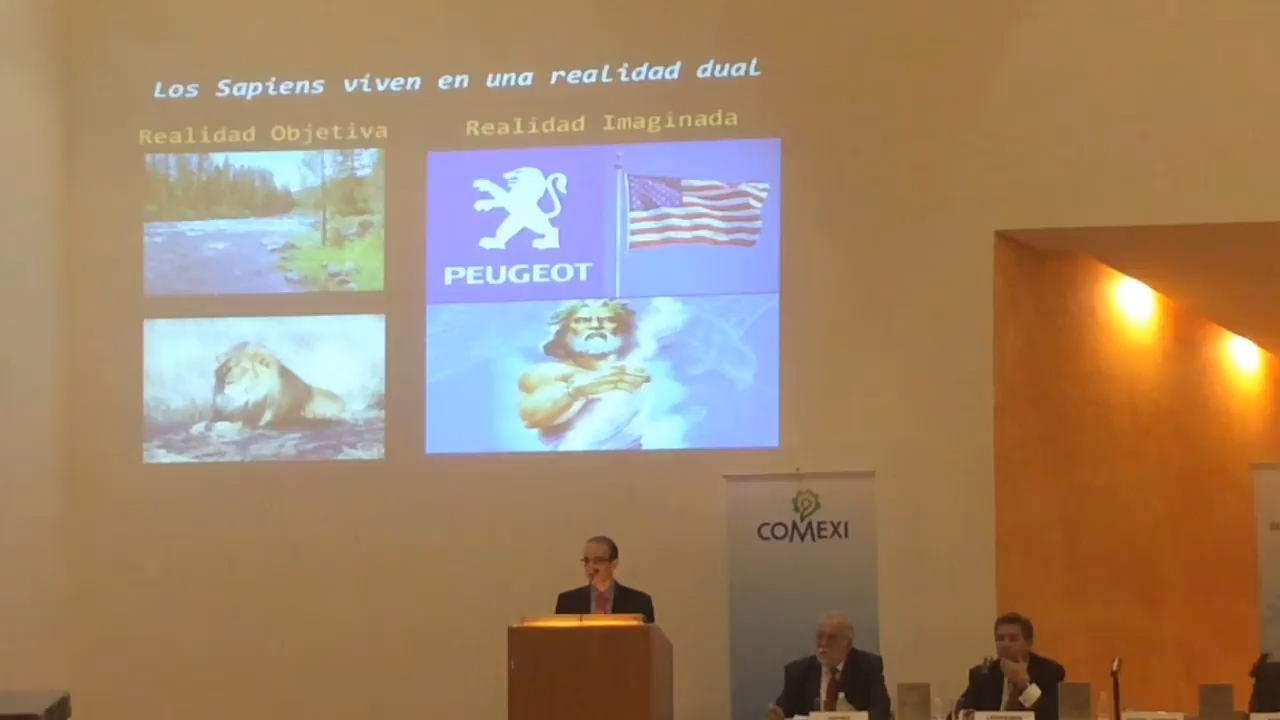 Los Sapiens viven en una realidad dual
Realidad Objetiva
Realidad Imaginada
PEUGEOT
COMEXI